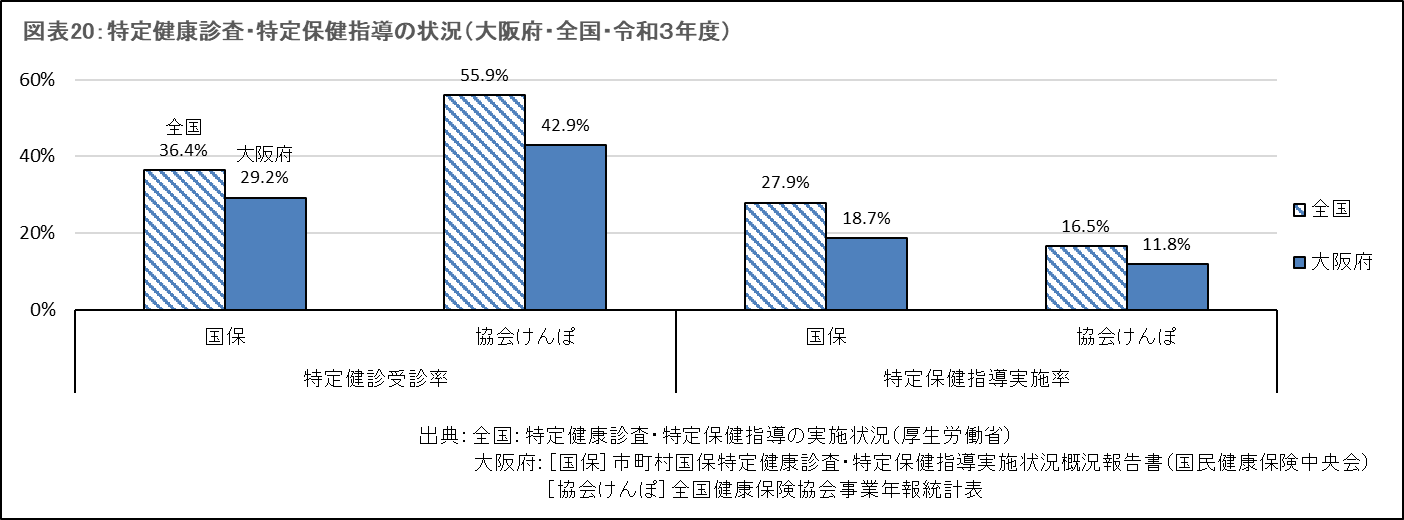 図表20：特定健康診査・特定保健指導の状況（大阪府・全国・令和３年度）
60%
40%
20%
0%
全国
36.4%
大阪府
29.2%
55.9%
42.9%
27.9%
18.7%
16.5%
11.8%
全国
大阪府
国保
協会けんぽ
国保
協会けんぽ
特定健診受診率
特定保健指導実施率
出典：全国：特定健康診査・特定保健指導の実施状況（厚生労働省）
大阪府：［国保］市町村国保特定健康診査・特定保健指導実施状況概況報告書（国民健康保険中央会）
［協会けんぽ］全国健康保険協会事業年報統計表